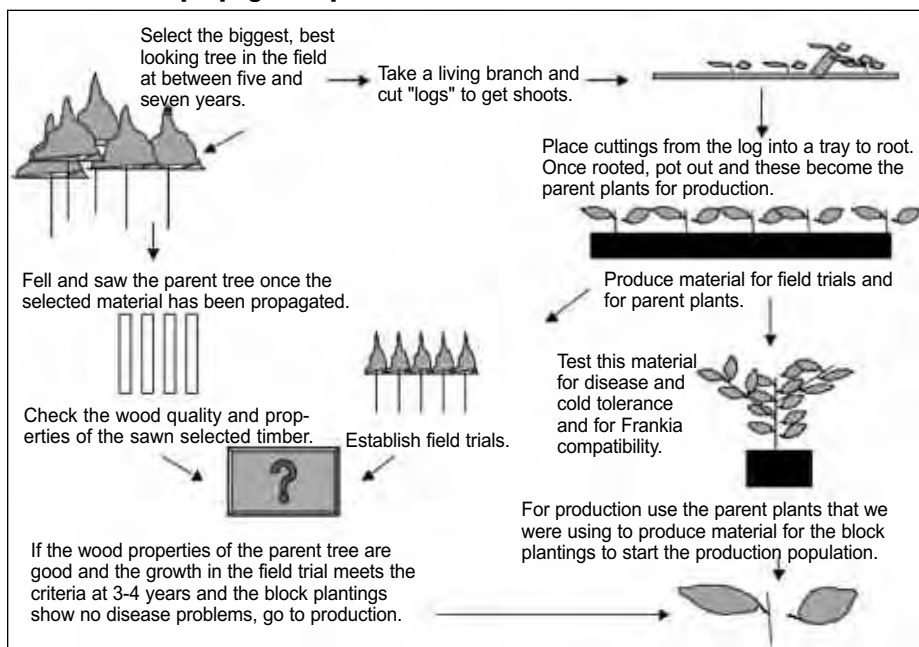 Select the biggest, best
looking tree in the field
at between five and
seven years.
Take a living branch and
cut "logs" to get shoots.
Place cuttings from the log into a tray to root.
Once rooted, pot out and these become the
parent plants for production.
Fell and saw the parent tree once the
selected material has been propagated.
Produce material for field trials and
for parent plants.
Test this material
for disease and
cold tolerance
and for Frankia
compatibility.
Check the wood quality and prop-
erties of the sawn selected timber.
Establish field trials.
?
For production use the parent plants that we
were using to produce material for the block
plantings to start the production population.
If the wood properties of the parent tree are
good and the growth in the field trial meets the
criteria at 3-4 years and the block plantings
show no disease problems, go to production.